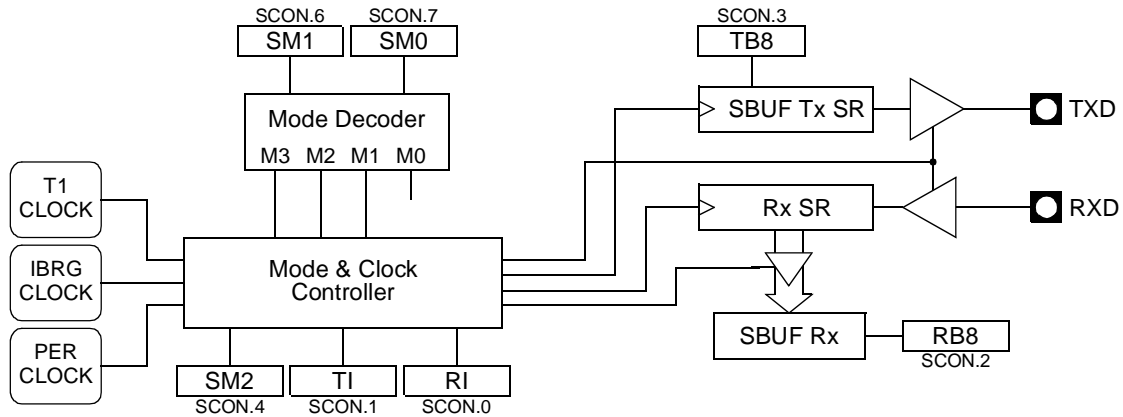 SCON.6
SCON.7
SM1
SM0
SCON.3
TB8
Mode Decoder
M3 M2 M1 M0
SBUF Tx SR
TXD
T1
CLOCK
Rx SR
RXD
IBRG
CLOCK
Mode & Clock
Controller
PER
CLOCK
SBUF Rx
RB8
SCON.2
SM2
TI
RI
SCON.4
SCON.1
SCON.0